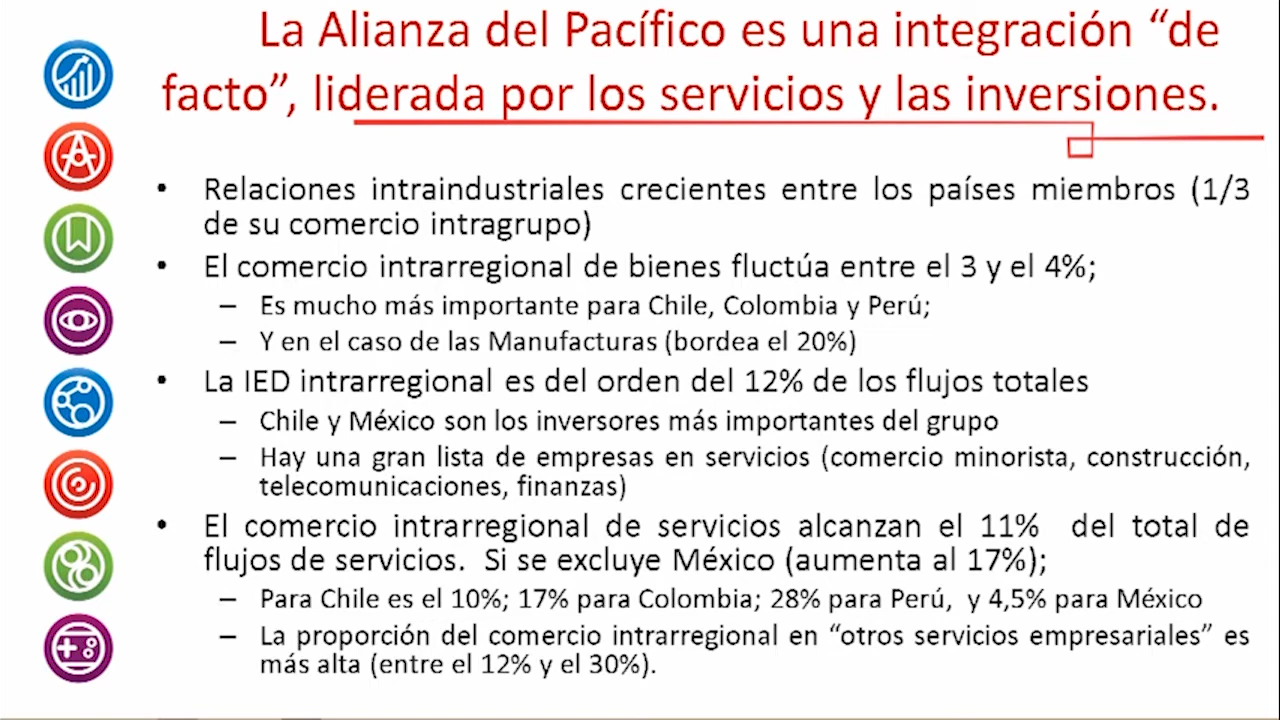 La Alianza del Pacífico es una integración “de
facto”, liderada por los servicios y las inversiones.
• Relaciones intraindustriales crecientes entre los países miembros (1/3
de su comercio intragrupo)
• El comercio intrarregional de bienes fluctúa entre el 3 y el 4%;
– Es mucho más importante para Chile, Colombia y Perú;
– Y en el caso de las Manufacturas (bordea el 20%)
• La IED intrarregional es del orden del 12% de los flujos totales
– Chile y México son los inversores más importantes del grupo
– Hay una gran lista de empresas en servicios (comercio minorista, construcción,
telecomunicaciones, finanzas)
• El comercio intrarregional de servicios alcanzan el 11% del total de
flujos de servicios. Si se excluye México (aumenta al 17%);
– Para Chile es el 10%; 17% para Colombia; 28% para Perú, y 4,5% para México
– La proporción del comercio intrarregional en “otros servicios empresariales” es
más alta (entre el 12% y el 30%).